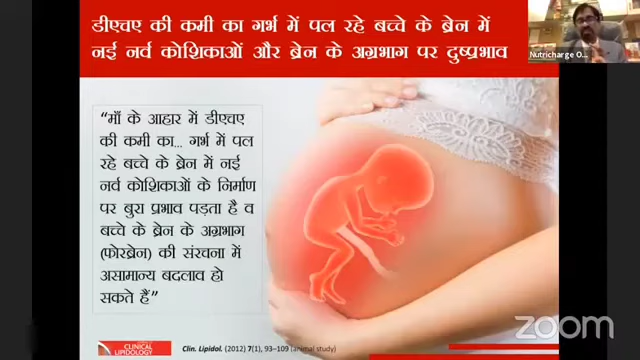 डीएचए की कमी का गर्भ में पल रहे बच्चे के ब्रेन में
नई नर्व कोशिकाओं और ब्रेन के अग्रभाग पर दुष्प्रभाव
Nutricharge O...
“माँ के आहार में डीएचए
की कमी का... गर्भ में पल
रहे बच्चे के ब्रेन में नई
नर्व कोशिकाओं के निर्माण
पर बुरा प्रभाव पड़ता है व
बच्चे के ब्रेन के अग्रभाग
(फोरब्रेन) की संरचना में
असामान्य बदलाव हो
सकते हैं”
CLINICAL
LIPIDOLOGY
Clin. Lipidol. (2012) 7(1), 93–109 (animal study)
zoom